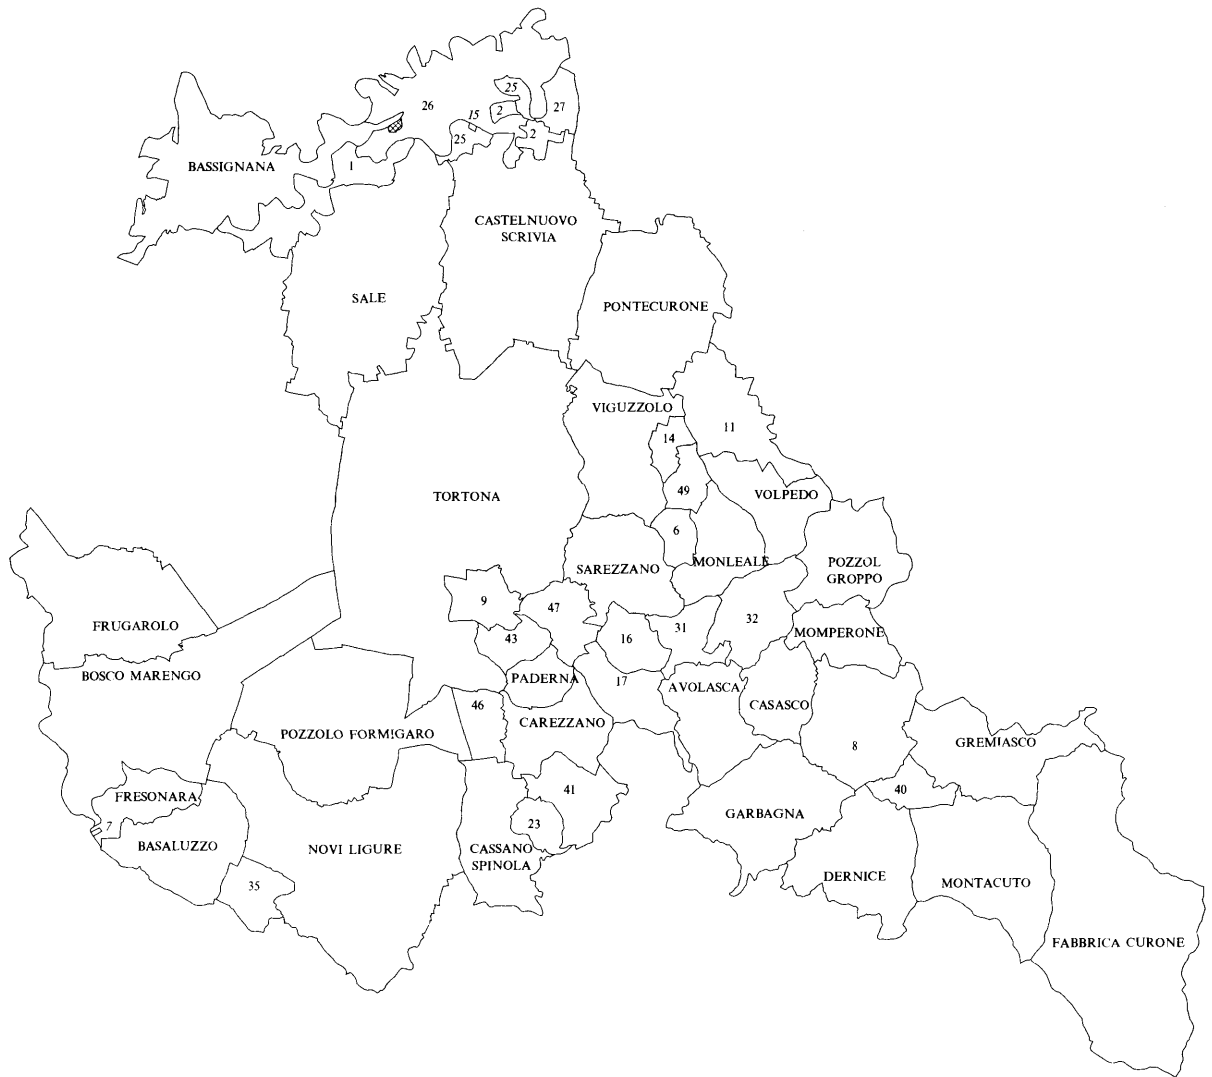 25
26
27
15
2
2
25
1
BASSIGNANA
CASTELNUOVO
SCRIVIA
SALE
PONTECURONE
VIGUZZOLO
11
14
49
VOLPEDO
TORTONA
6
MONLEALE
POZZOL
GROPPO
SAREZZANO
9
47
32
FRUGAROLO
31
16
43
MOMPERONE
BOSCO MARENGO
PADERNA
17
AVOLASCA
CASASCO
46
CAREZZANO
POZZOLO FORMIGARO
8
GREMIASCO
41
40
FRESONARA
GARBAGNA
7
23
BASALUZZO
NOVI LIGURE
CASSANO
SPINOLA
35
DERNICE
MONTACUTO
FABBRICA CURONE